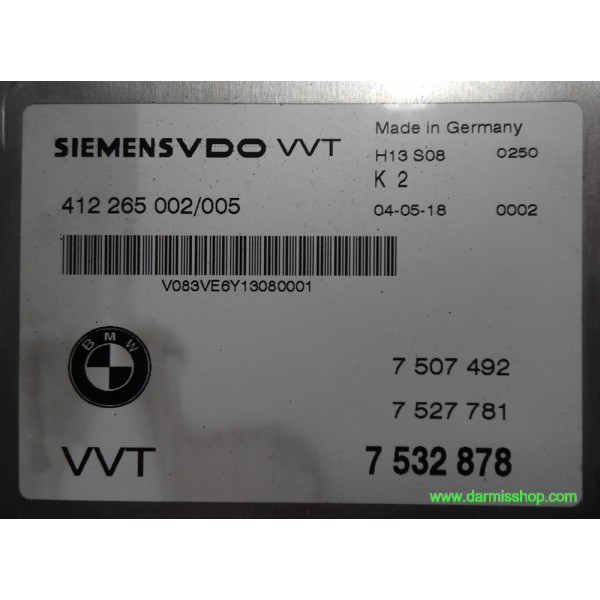 SIEMENSVDO VVT
Made in Germany
H13 S08 0250
K 2
412 265 002/005
04-05-18 0002
V083VE6Y13080001
BMW
7 507 492
7 527 781
VVT
7 532 878
www.darmisshop.com